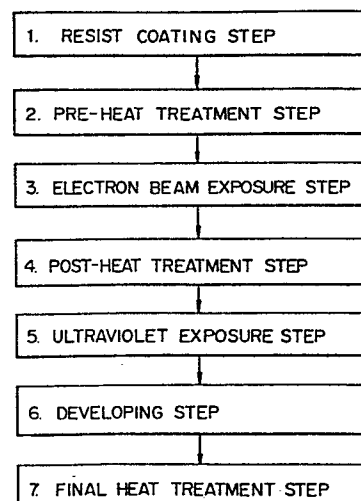 1. RESIST COATING STEP
2. PRE-HEAT TREATMENT STEP
3. ELECTRON BEAM EXPOSURE STEP
4. POST-HEAT TREATMENT STEP
5. ULTRAVIOLET EXPOSURE STEP
6. DEVELOPING STEP
7. FINAL HEAT TREATMENT STEP